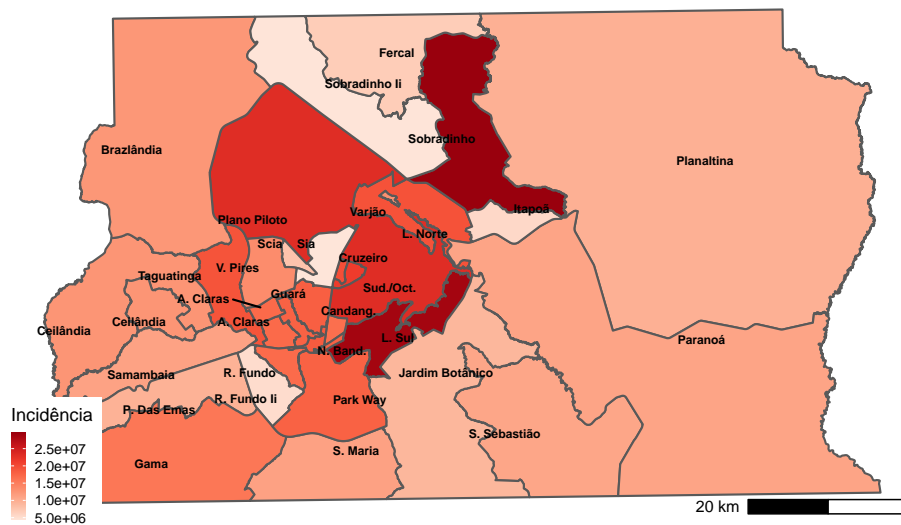 Fercal
Sobradinho Ii
Sobradinho
Brazlândia
Planaltina
Itapoã
Varjão
Plano Piloto
L. Norte
Scia
Sia
Cruzeiro
V. Pires
Taguatinga
Sud./Oct.
Guará
A. Claras
Candang.
Ceilândia
Ceilândia
A. Claras
L. Sul
Paranoá
N. Band.
R. Fundo
Jardim Botânico
Samambaia
R. Fundo Ii
Park Way
P. Das Emas
S. Sebastião
S. Maria
Gama
Incidência
2.5e+07
2.0e+07
1.5e+07
1.0e+07
5.0e+06
20 km